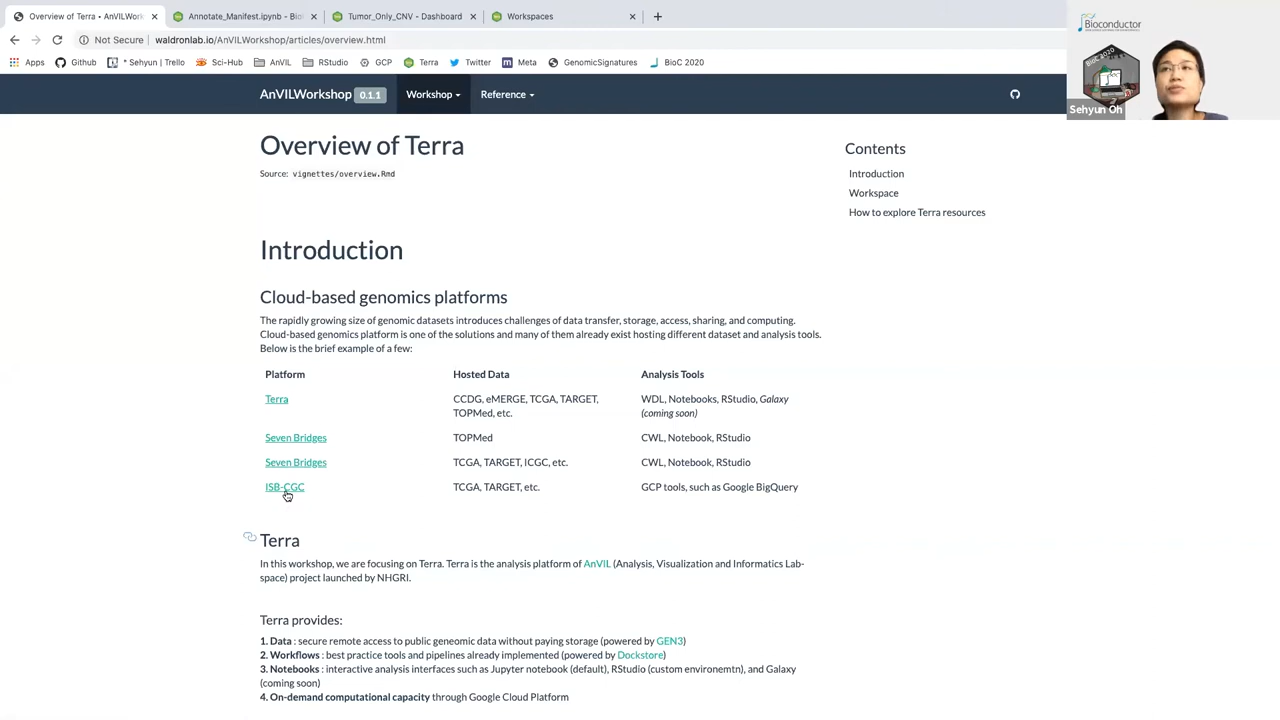 Overview of Terra • AnVILWork
Annotate_Manifest.ipynb - Bio
Tumor_Only_CNV - Dashboard
Workspaces
Not Secure
waldronlab.io/AnVILWorkshop/articles/overview.html
Apps
Github
* Sehyun | Trello
Sci-Hub
AnVIL
RStudio
GCP
Terra
Twitter
Meta
GenomicSignatures
BioC 2020
Bioconductor
BioC 2020
Sehyun Oh
AnVILWorkshop 0.1.1
Workshop
Reference
Overview of Terra
Source: vignettes/overview.Rmd
Contents
Introduction
Workspace
How to explore Terra resources
Introduction
Cloud-based genomics platforms
The rapidly growing size of genomic datasets introduces challenges of data transfer, storage, access, sharing, and computing.
Cloud-based genomics platform is one of the solutions and many of them already exist hosting different dataset and analysis tools.
Below is the brief example of a few:
Platform Hosted Data Analysis Tools
Terra CCDG, eMERGE, TCGA, TARGET, WDL, Notebooks, RStudio, Galaxy
TOPMed, etc. (coming soon)
Seven Bridges TOPMed CWL, Notebook, RStudio
Seven Bridges TCGA, TARGET, ICGC, etc. CWL, Notebook, RStudio
ISB-CGC TCGA, TARGET, etc. GCP tools, such as Google BigQuery
Terra
In this workshop, we are focusing on Terra. Terra is the analysis platform of AnVIL (Analysis, Visualization and Informatics Lab-
space) project launched by NHGRI.
Terra provides:
1. Data : secure remote access to public geneomic data without paying storage (powered by GEN3)
2. Workflows : best practice tools and pipelines already implemented (powered by Dockstore)
3. Notebooks : interactive analysis interfaces such as Jupyter notebook (default), RStudio (custom environemtn), and Galaxy
(coming soon)
4. On-demand computational capacity through Google Cloud Platform